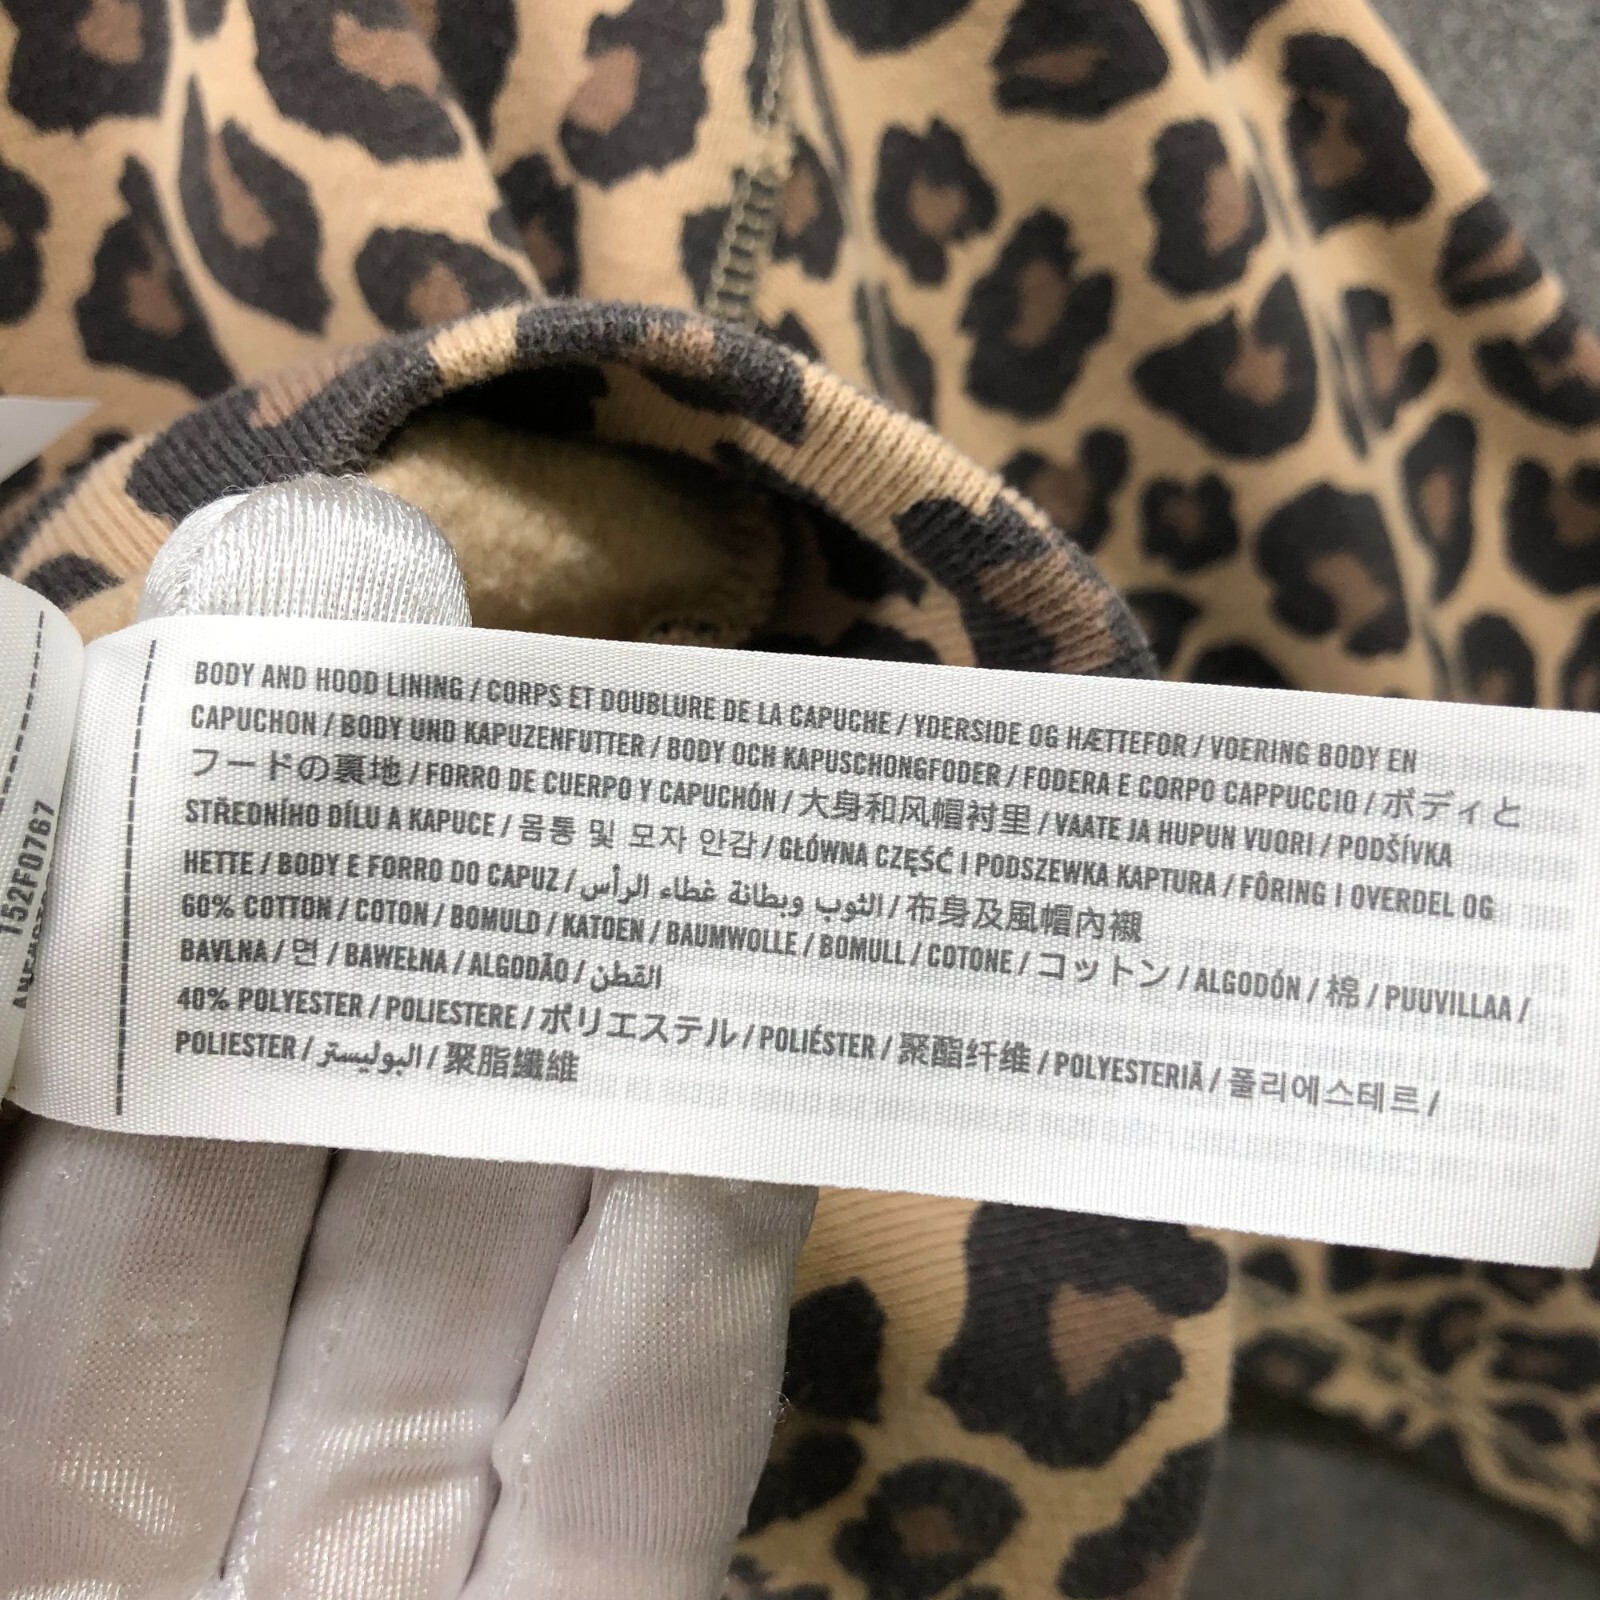 BODY AND HOOD LINING / CORPS ET DOUBLURE DE LA CAPUCHE / YDERSIDE OG HÆTTEFOR / VOERING BODY EN
CAPUCHON / BODY UND KAPUZENFUTTER / BODY OCH KAPUSCHONGFODER / FODERA E CORPO CAPPUCCIO / ボディと
フードの裏地 / FORRO DE CUERPO Y CAPUCHÓN / 大身和风帽衬里 / VAATE JA HUPUN VUORI / PODŠÍVKA
STŘEDNÍHO DÍLU A KAPUCE / 몸통 및 모자 안감 / GŁÓWNA CZĘŚĆ I PODSZEWKA KAPTURA / FÔRING I OVERDEL OG
HETTE / BODY E FORRO DO CAPUZ / الثوب وبطانة غطاء الرأس / 布身及風帽內襯
60% COTTON / COTON / BOMULD / KATOEN / BAUMWOLLE / BOMULL / COTONE / コットン / ALGODÓN / 棉 / PUUVILLAA /
BAVLNA / 면 / BAWEŁNA / ALGODÃO / القطن
40% POLYESTER / POLIESTERE / ポリエステル / POLIÉSTER / 聚酯纤维 / POLYESTERIÄ / 폴리에스테르 /
POLIESTER / البوليستر / 聚脂纖維
152F0767